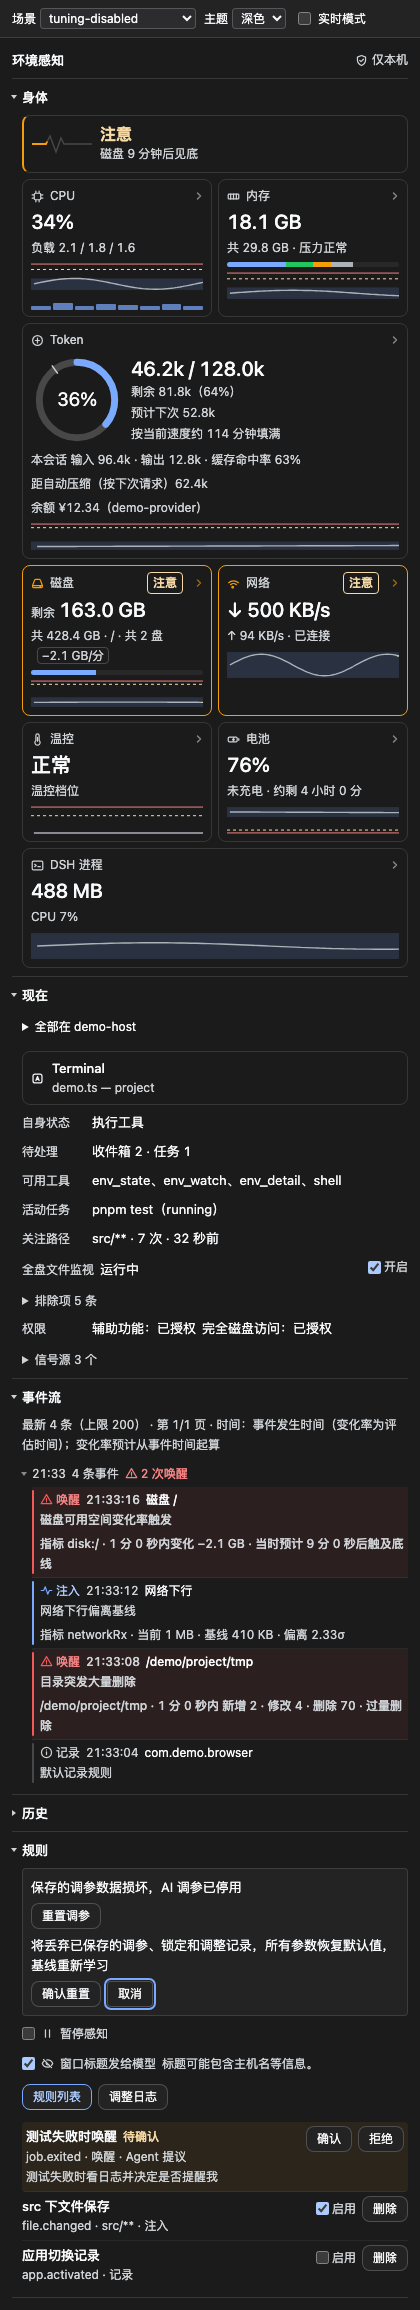 场景 tuning-disabled 主题 深色 实时模式
环境感知 仅本机
身体
注意
磁盘 9 分钟后见底
CPU
34%
负载 2.1 / 1.8 / 1.6
内存
18.1 GB
共 29.8 GB · 压力正常
Token
36%
46.2k / 128.0k
剩余 81.8k（64%）
预计下次 52.8k
按当前速度约 114 分钟填满
本会话 输入 96.4k · 输出 12.8k · 缓存命中率 63%
距自动压缩（按下次请求）62.4k
余额 ¥12.34（demo-provider）
磁盘 注意
剩余 163.0 GB
共 428.4 GB · / · 共 2 盘
−2.1 GB/分
网络 注意
↓ 500 KB/s
↑ 94 KB/s · 已连接
温控
正常
温控档位
电池
76%
未充电 · 约剩 4 小时 0 分
DSH 进程
488 MB
CPU 7%
现在
全部在 demo-host
Terminal
demo.ts — project
自身状态 执行工具
待处理 收件箱 2 · 任务 1
可用工具 env_state、env_watch、env_detail、shell
活动任务 pnpm test（running）
关注路径 src/** · 7 次 · 32 秒前
全盘文件监视 运行中 开启
排除项 5 条
权限 辅助功能：已授权 完全磁盘访问：已授权
信号源 3 个
事件流
最新 4 条（上限 200） · 第 1/1 页 · 时间：事件发生时间（变化率为评
估时间）；变化率预计从事件时间起算
21:33 4 条事件 2 次唤醒
唤醒 21:33:16 磁盘 /
磁盘可用空间变化率触发
指标 disk:/ · 1 分 0 秒内变化 −2.1 GB · 当时预计 9 分 0 秒后触及底
线
注入 21:33:12 网络下行
网络下行偏离基线
指标 networkRx · 当前 1 MB · 基线 410 KB · 偏离 2.33σ
唤醒 21:33:08 /demo/project/tmp
目录突发大量删除
/demo/project/tmp · 1 分 0 秒内 新增 2 · 修改 4 · 删除 70 · 过量删
除
记录 21:33:04 com.demo.browser
默认记录规则
历史
规则
保存的调参数据损坏，AI 调参已停用
重置调参
将丢弃已保存的调参、锁定和调整记录，所有参数恢复默认值，
基线重新学习
确认重置 取消
暂停感知
窗口标题发给模型 标题可能包含主机名等信息。
规则列表 调整日志
测试失败时唤醒 待确认 确认 拒绝
job.exited · 唤醒 · Agent 提议
测试失败时看日志并决定是否提醒我
src 下文件保存 启用 删除
file.changed · src/** · 注入
应用切换记录 启用 删除
app.activated · 记录